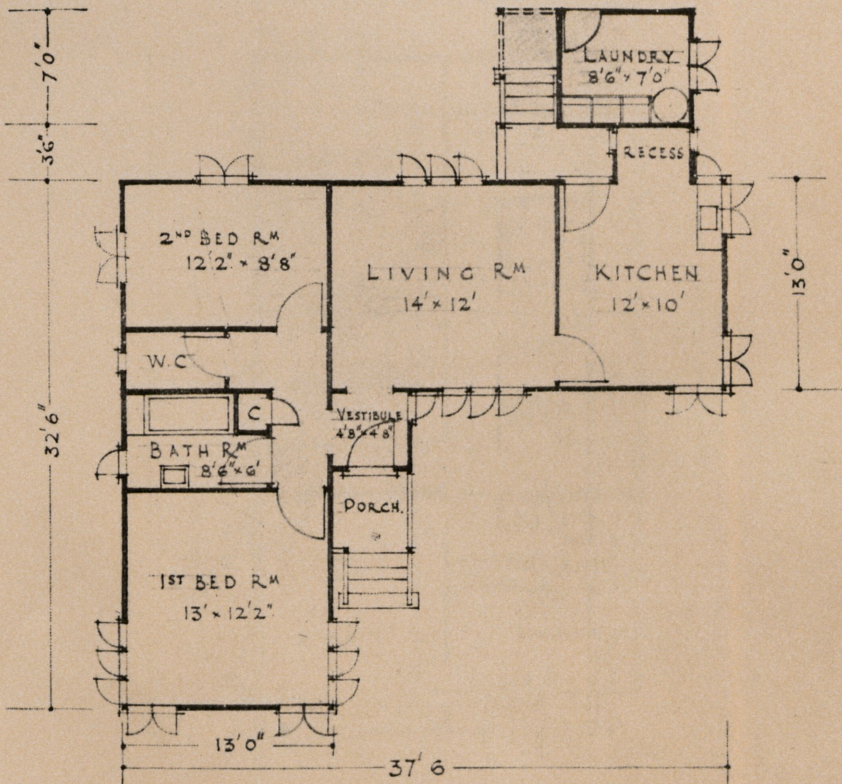 7'0"
LAUNDRY
8'6" × 7'0"
3'6"
RECESS
2ND BED RM
12'2" × 8'8"
LIVING RM
14' × 12'
KITCHEN
12' × 10'
13'0"
W.C
C
VESTIBULE
4'8" × 4'8"
32'6"
BATH RM
8'6" × 6'
PORCH.
1ST BED RM
13' × 12'2"
13'0"
37'6